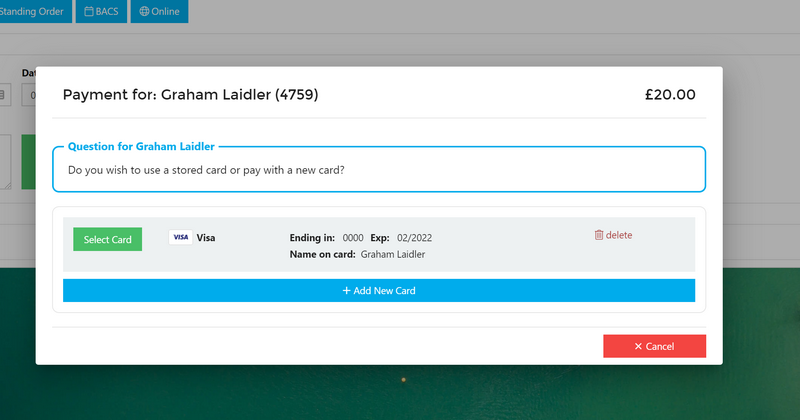 Standing Order BACS Online
Payment for: Graham Laidler (4759) £20.00
Question for Graham Laidler
Do you wish to use a stored card or pay with a new card?
Select Card VISA Visa Ending in: 0000 Exp: 02/2022 delete
Name on card: Graham Laidler
+ Add New Card
× Cancel